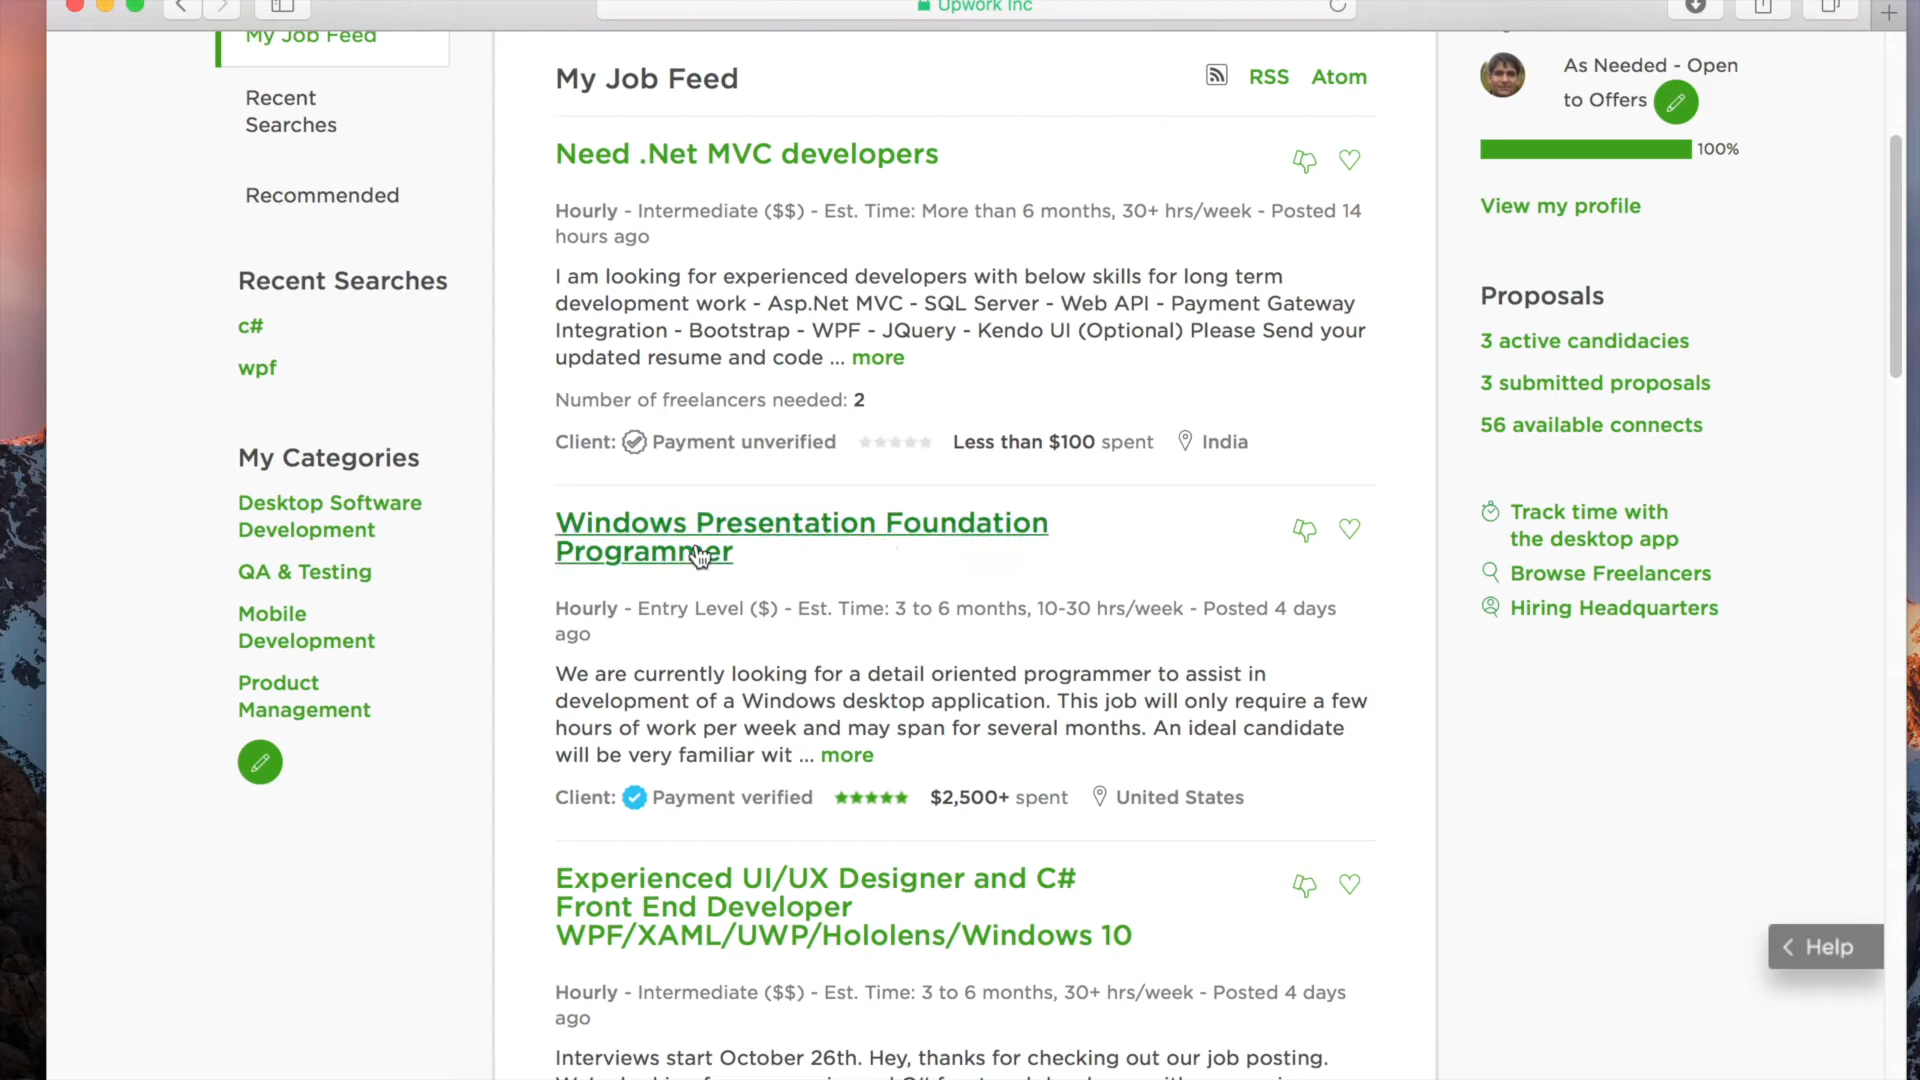 Upwork Inc
My Job Feed
Recent
Searches
Recommended
Recent Searches
c#
wpf
My Categories
Desktop Software
Development
QA & Testing
Mobile
Development
Product
Management
My Job Feed
RSS
Atom
Need .Net MVC developers
Hourly - Intermediate ($$) - Est. Time: More than 6 months, 30+ hrs/week - Posted 14
hours ago
I am looking for experienced developers with below skills for long term
development work - Asp.Net MVC - SQL Server - Web API - Payment Gateway
Integration - Bootstrap - WPF - JQuery - Kendo UI (Optional) Please Send your
updated resume and code ... more
Number of freelancers needed: 2
Client: Payment unverified Less than $100 spent India
Windows Presentation Foundation
Programmer
Hourly - Entry Level ($) - Est. Time: 3 to 6 months, 10-30 hrs/week - Posted 4 days
ago
We are currently looking for a detail oriented programmer to assist in
development of a Windows desktop application. This job will only require a few
hours of work per week and may span for several months. An ideal candidate
will be very familiar wit ... more
Client: Payment verified $2,500+ spent United States
Experienced UI/UX Designer and C#
Front End Developer
WPF/XAML/UWP/Hololens/Windows 10
Hourly - Intermediate ($$) - Est. Time: 3 to 6 months, 30+ hrs/week - Posted 4 days
ago
Interviews start October 26th. Hey, thanks for checking out our job posting.
As Needed - Open
to Offers
100%
View my profile
Proposals
3 active candidacies
3 submitted proposals
56 available connects
Track time with
the desktop app
Browse Freelancers
Hiring Headquarters
Help